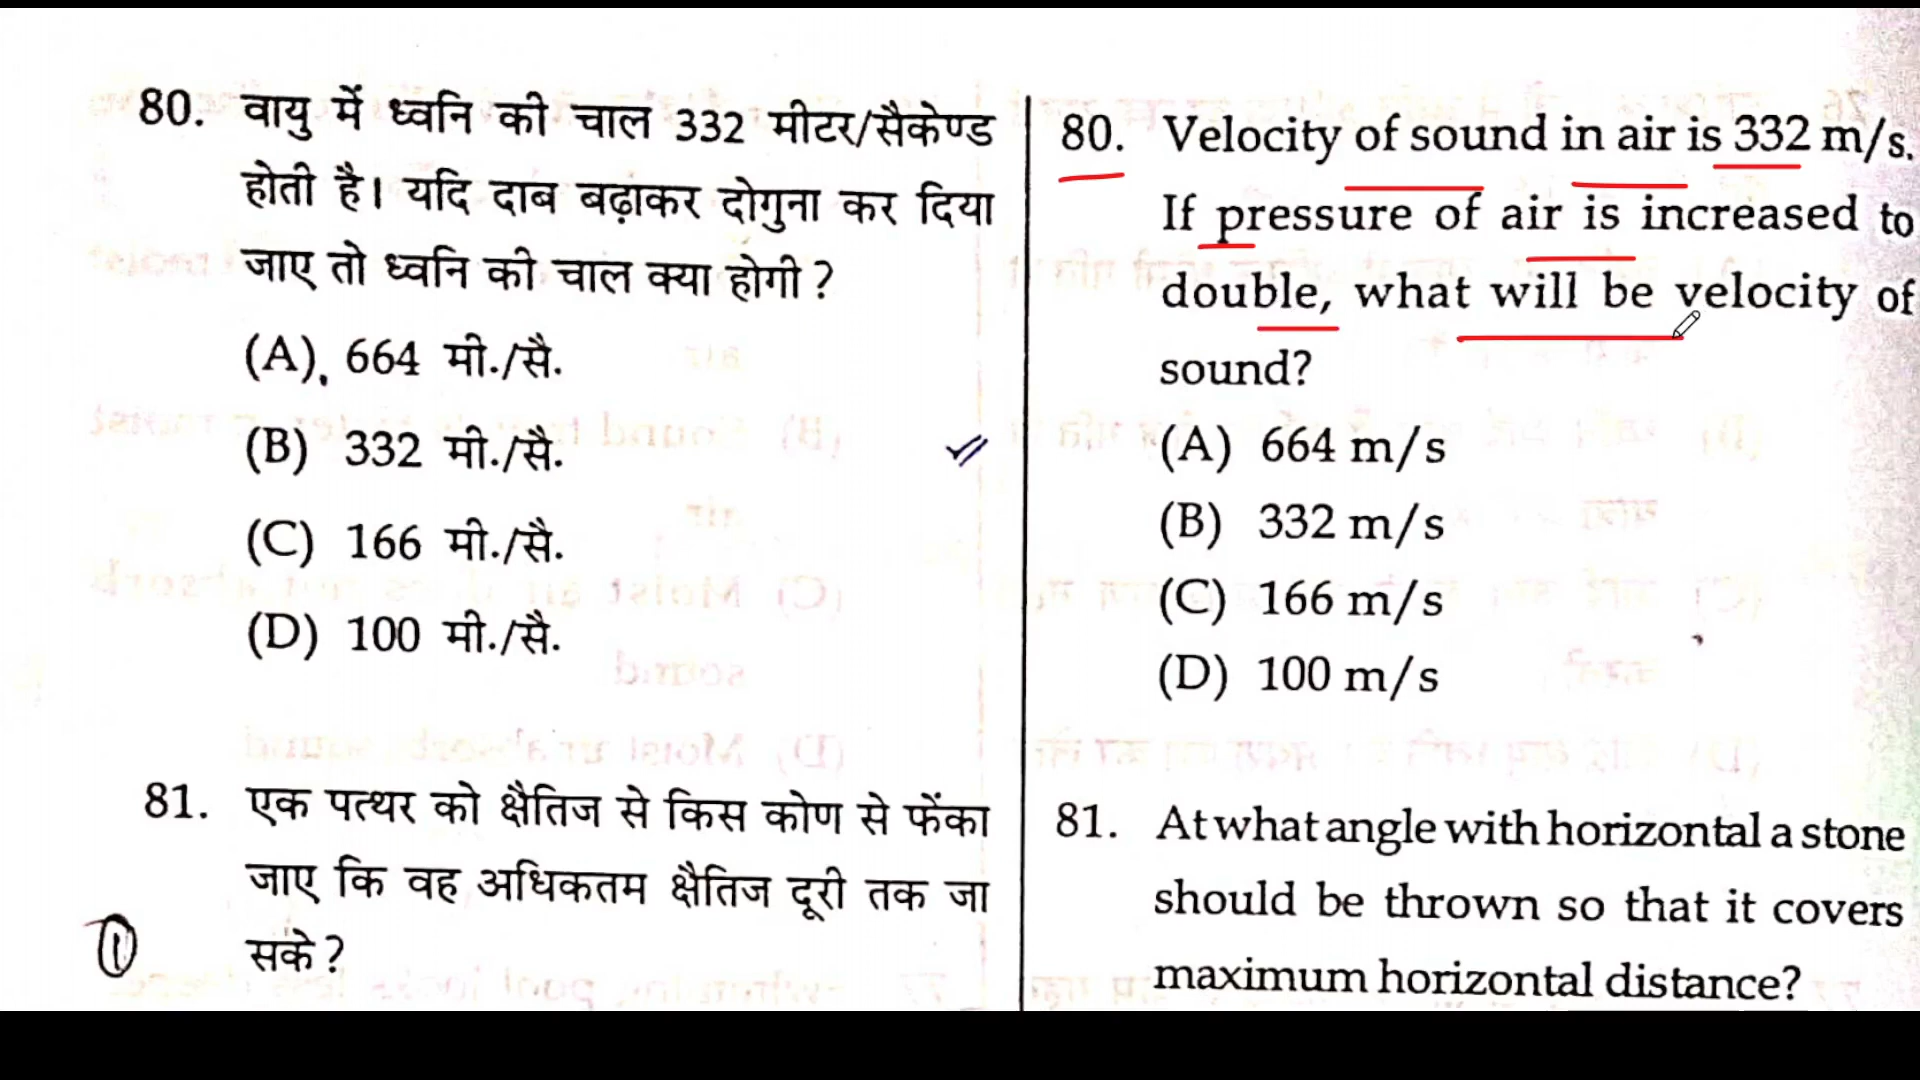 80. वायु में ध्वनि की चाल 332 मीटर/सैकेण्ड
होती है। यदि दाब बढ़ाकर दोगुना कर दिया
जाए तो ध्वनि की चाल क्या होगी ?
(A) 664 मी./सै.
(B) 332 मी./सै.
(C) 166 मी./सै.
(D) 100 मी./सै.
81. एक पत्थर को क्षैतिज से किस कोण से फेंका
जाए कि वह अधिकतम क्षैतिज दूरी तक जा
सके ?
1
80. Velocity of sound in air is 332 m/s.
If pressure of air is increased to
double, what will be velocity of
sound?
(A) 664 m/s
(B) 332 m/s
(C) 166 m/s
(D) 100 m/s
81. At what angle with horizontal a stone
should be thrown so that it covers
maximum horizontal distance?